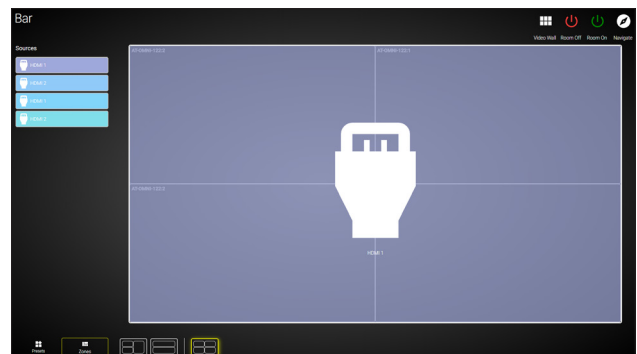 Bar
Video Wall
Room Off
Room On
Navigate
Sources
HDMI 1
HDMI 2
HDMI 1
HDMI 2
HDMI 1
Presets
Zones